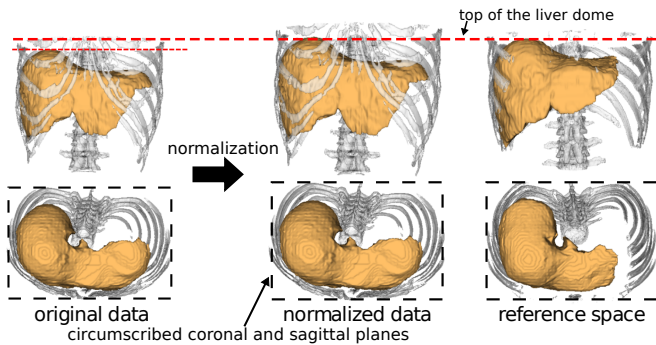 top of the liver dome
normalization
original data
normalized data
reference space
circumscribed coronal and sagittal planes